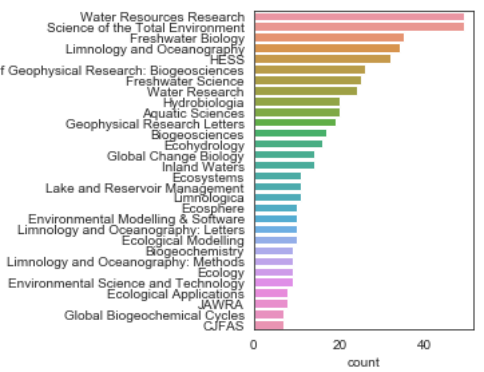 Water Resources Research
Science of the Total Environment
Freshwater Biology
Limnology and Oceanography
HESS
f Geophysical Research: Biogeosciences
Freshwater Science
Water Research
Hydrobiologia
Aquatic Sciences
Geophysical Research Letters
Biogeosciences
Ecohydrology
Global Change Biology
Inland Waters
Ecosystems
Lake and Reservoir Management
Limnologica
Ecosphere
Environmental Modelling & Software
Limnology and Oceanography: Letters
Ecological Modelling
Biogeochemistry
Limnology and Oceanography: Methods
Ecology
Environmental Science and Technology
Ecological Applications
JAWRA
Global Biogeochemical Cycles
CJFAS
0 20 40
count